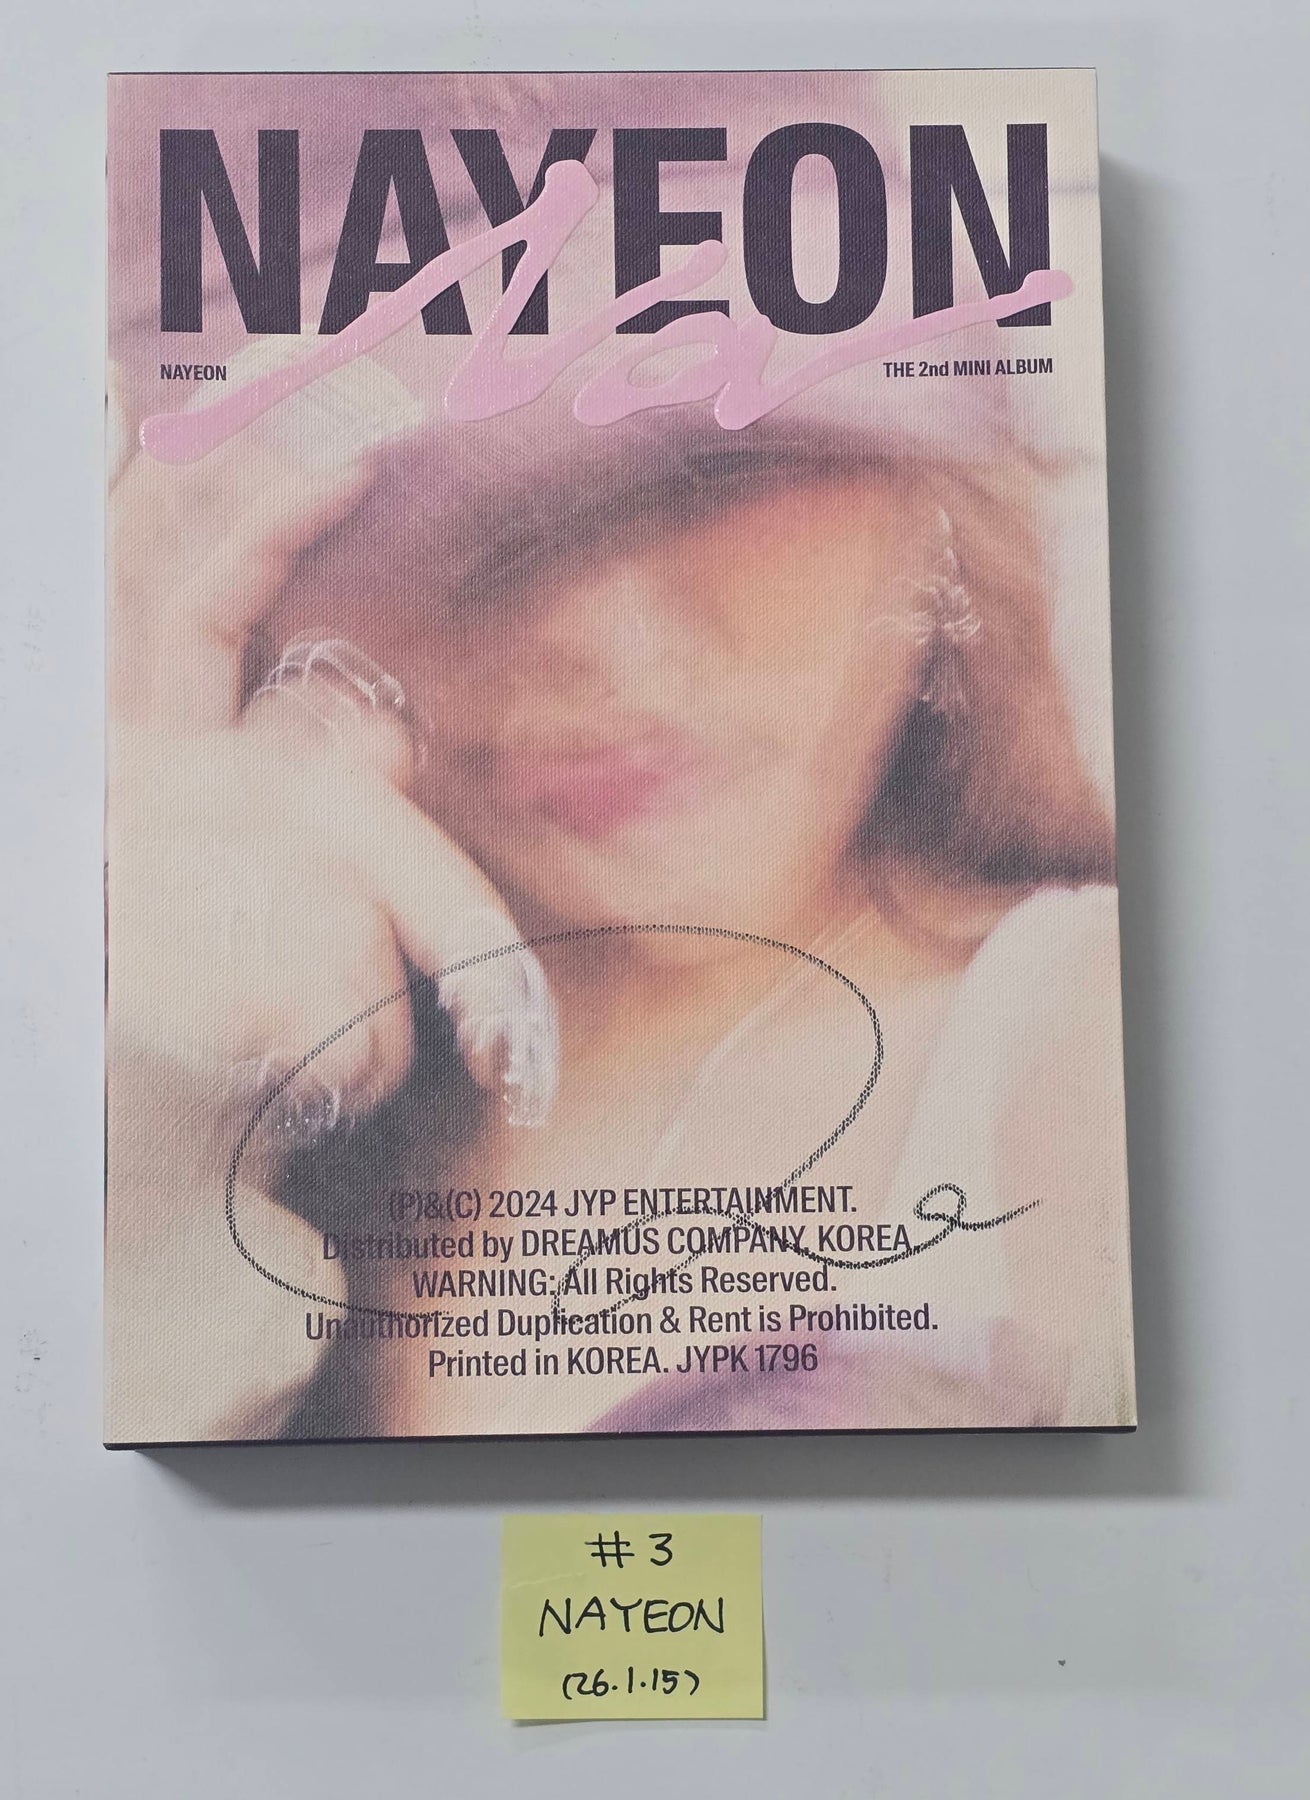 NAYEON
NA
NAYEON
THE 2nd MINI ALBUM
(P)&(C) 2024 JYP ENTERTAINMENT.
Distributed by DREAMUS COMPANY, KOREA.
WARNING: All Rights Reserved.
Unauthorized Duplication & Rent is Prohibited.
Printed in KOREA. JYPK 1796
#3
NAYEON
(26.1.15)